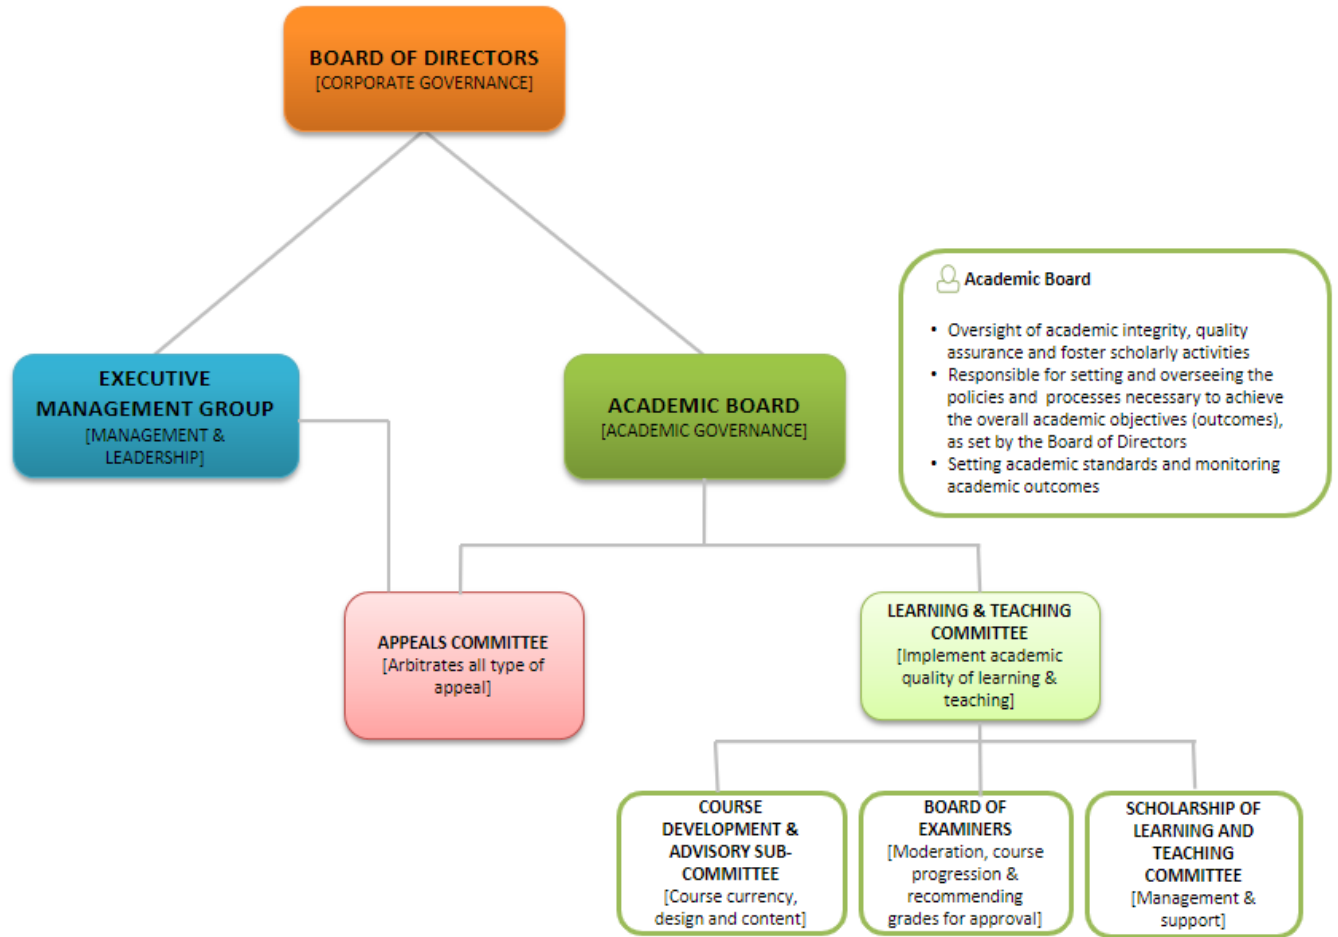 BOARD OF DIRECTORS
[CORPORATE GOVERNANCE]
EXECUTIVE
MANAGEMENT GROUP
[MANAGEMENT &
LEADERSHIP]
ACADEMIC BOARD
[ACADEMIC GOVERNANCE]
Academic Board
• Oversight of academic integrity, quality
assurance and foster scholarly activities
• Responsible for setting and overseeing the
policies and processes necessary to achieve
the overall academic objectives (outcomes),
as set by the Board of Directors
• Setting academic standards and monitoring
academic outcomes
APPEALS COMMITTEE
[Arbitrates all type of
appeal]
LEARNING & TEACHING
COMMITTEE
[Implement academic
quality of learning &
teaching]
COURSE
DEVELOPMENT &
ADVISORY SUB-
COMMITTEE
[Course currency,
design and content]
BOARD OF
EXAMINERS
[Moderation, course
progression &
recommending
grades for approval]
SCHOLARSHIP OF
LEARNING AND
TEACHING
COMMITTEE
[Management &
support]